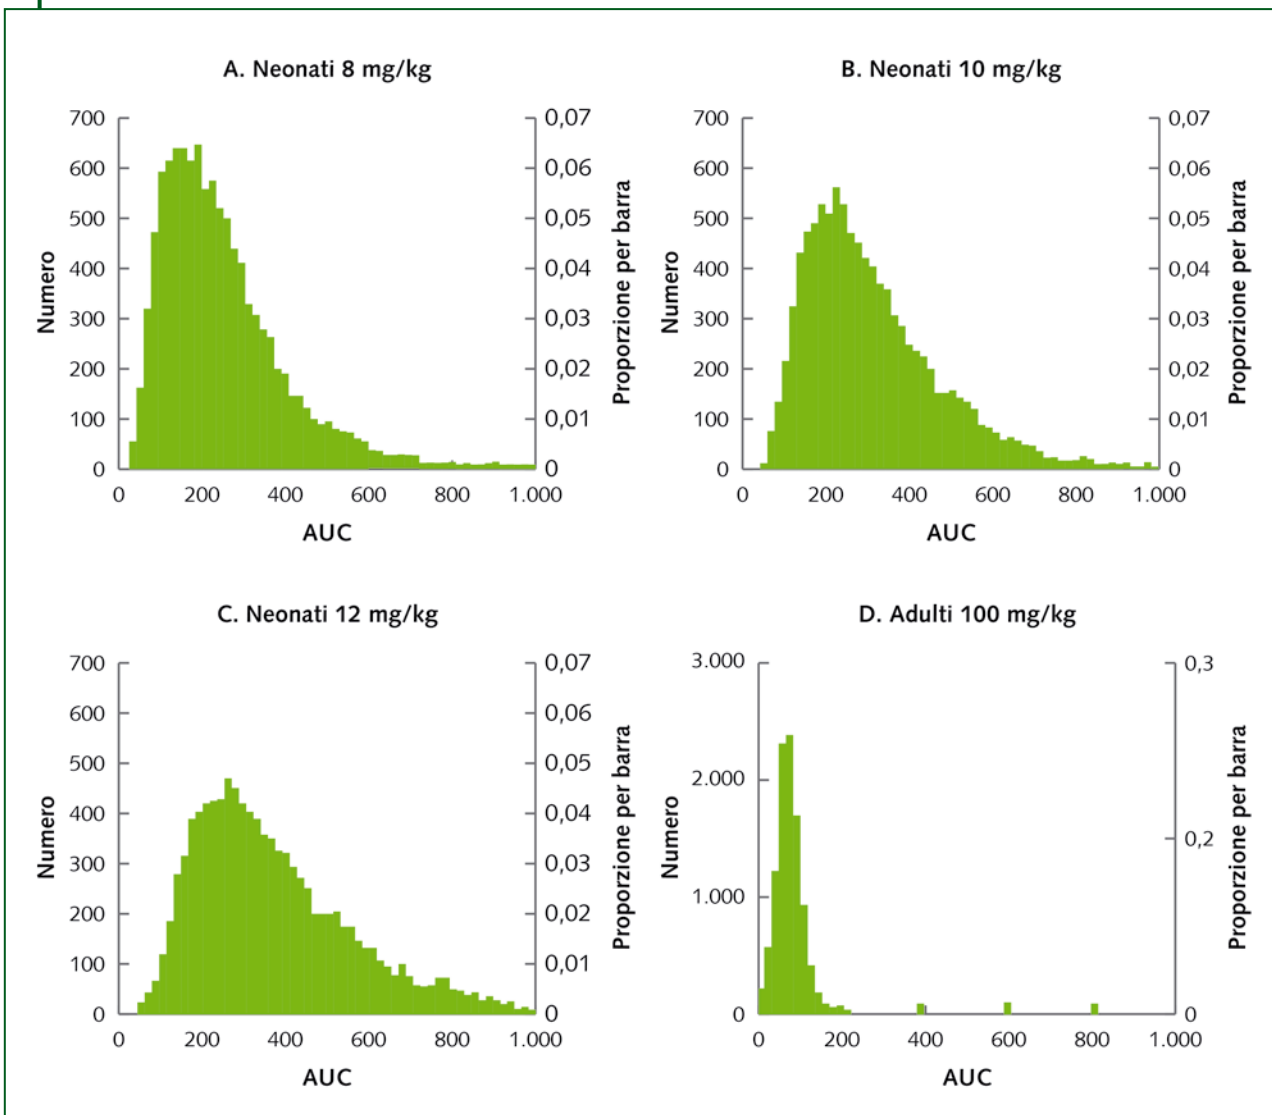 A. Neonati 8 mg/kg
700
600
500
400
300
200
100
0
Numero
0,07
0,06
0,05
0,04
0,03
0,02
0,01
0
Proporzione per barra
0 200 400 600 800 1.000
AUC
B. Neonati 10 mg/kg
700
600
500
400
300
200
100
0
Numero
0,07
0,06
0,05
0,04
0,03
0,02
0,01
0
Proporzione per barra
0 200 400 600 800 1.000
AUC
C. Neonati 12 mg/kg
700
600
500
400
300
200
100
0
Numero
0,07
0,06
0,05
0,04
0,03
0,02
0,01
0
Proporzione per barra
0 200 400 600 800 1.000
AUC
D. Adulti 100 mg/kg
3.000
2.000
1.000
0
Numero
0,3
0,2
0
Proporzione per barra
0 200 400 600 800 1.000
AUC